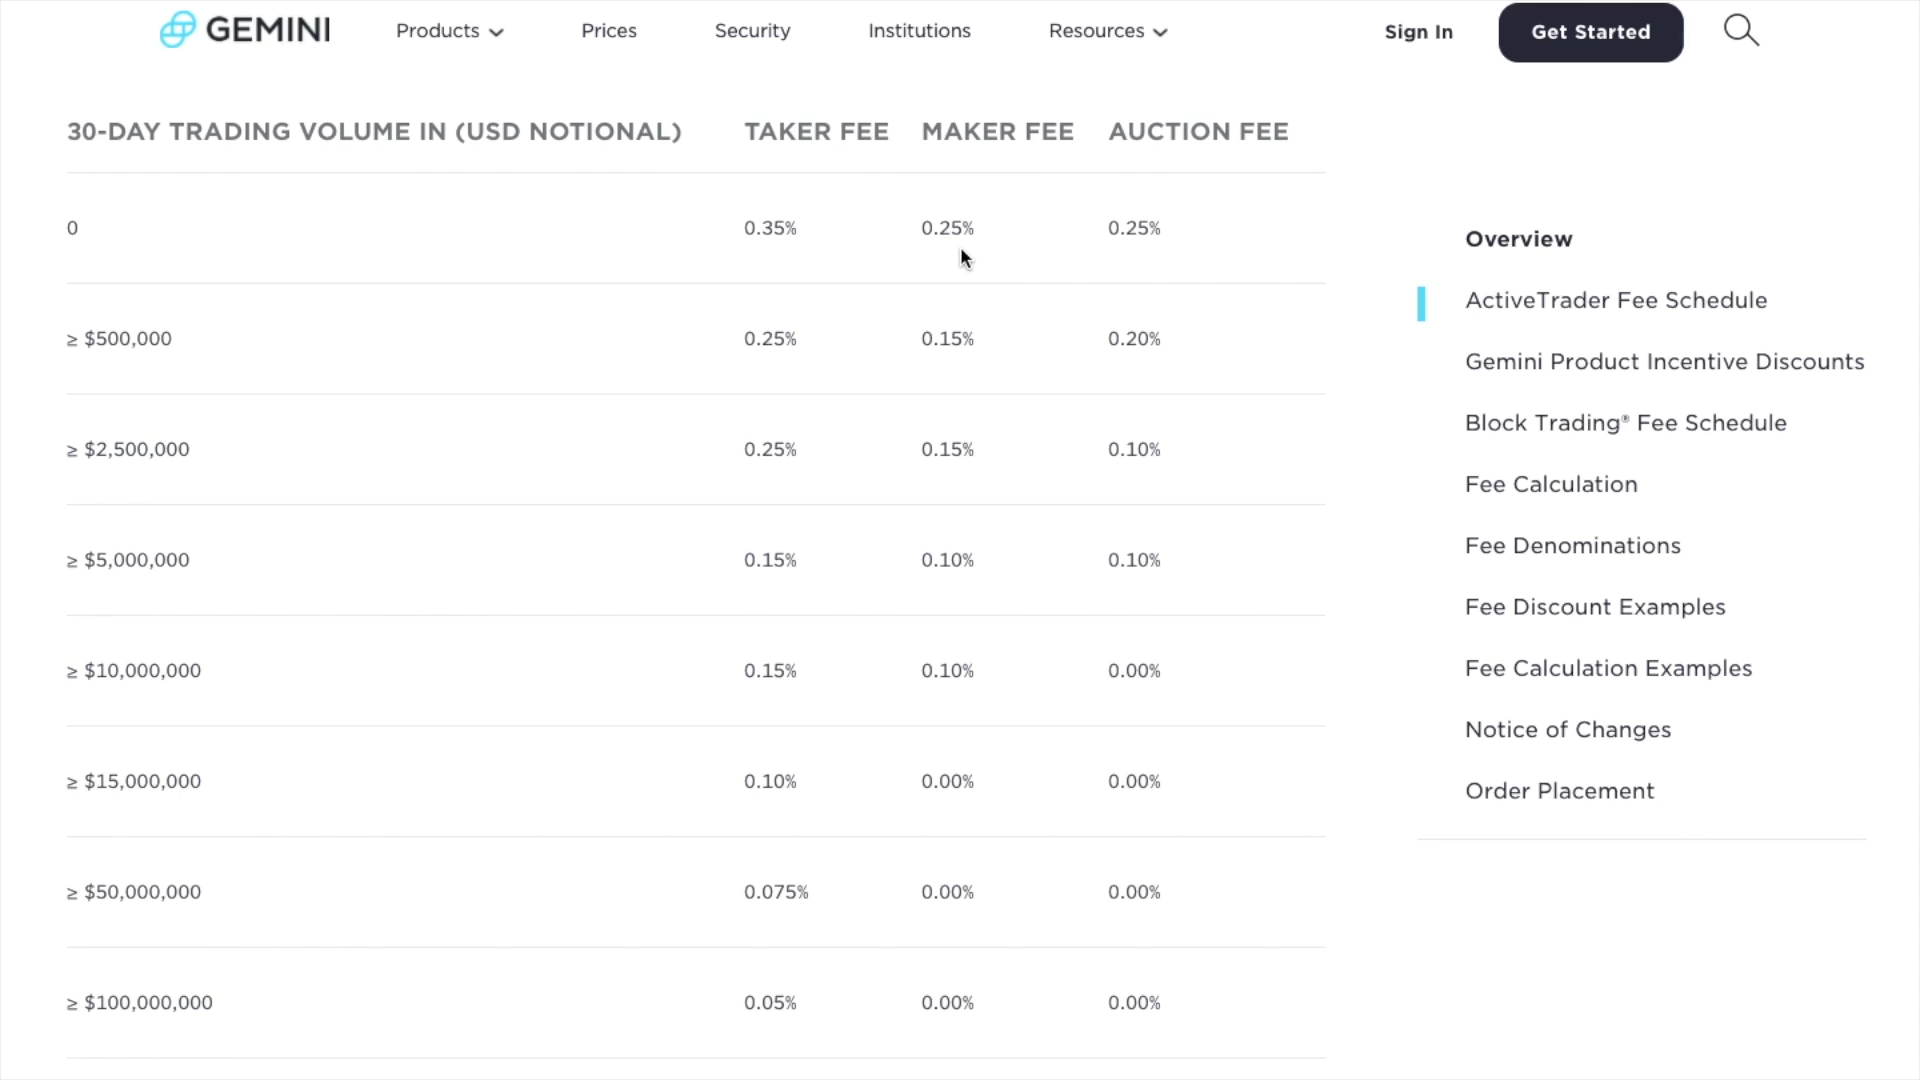 GEMINI Products Prices Security Institutions Resources Sign In Get Started
30-DAY TRADING VOLUME IN (USD NOTIONAL) TAKER FEE MAKER FEE AUCTION FEE
0 0.35% 0.25% 0.25%
≥ $500,000 0.25% 0.15% 0.20%
≥ $2,500,000 0.25% 0.15% 0.10%
≥ $5,000,000 0.15% 0.10% 0.10%
≥ $10,000,000 0.15% 0.10% 0.00%
≥ $15,000,000 0.10% 0.00% 0.00%
≥ $50,000,000 0.075% 0.00% 0.00%
≥ $100,000,000 0.05% 0.00% 0.00%
Overview
ActiveTrader Fee Schedule
Gemini Product Incentive Discounts
Block Trading® Fee Schedule
Fee Calculation
Fee Denominations
Fee Discount Examples
Fee Calculation Examples
Notice of Changes
Order Placement